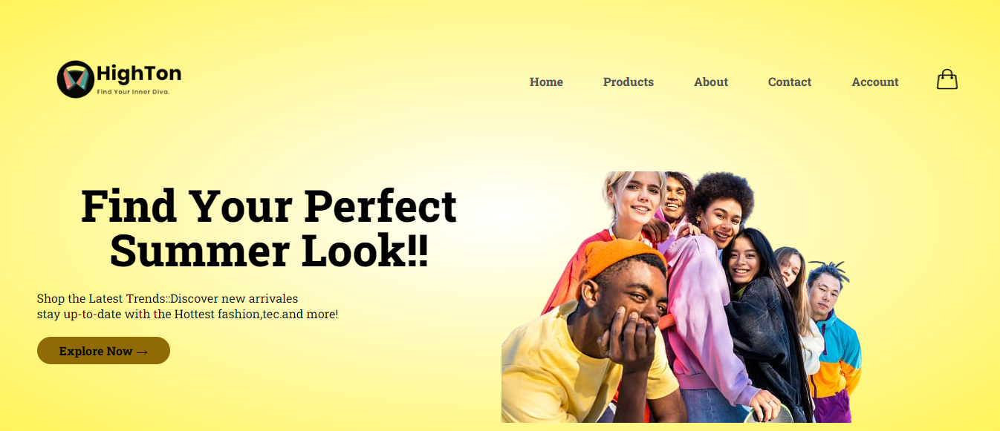 HighTon
Find Your Inner Diva.
Home Products About Contact Account
Find Your Perfect
Summer Look!!
Shop the Latest Trends::Discover new arrivales
stay up-to-date with the Hottest fashion,tec.and more!
Explore Now →